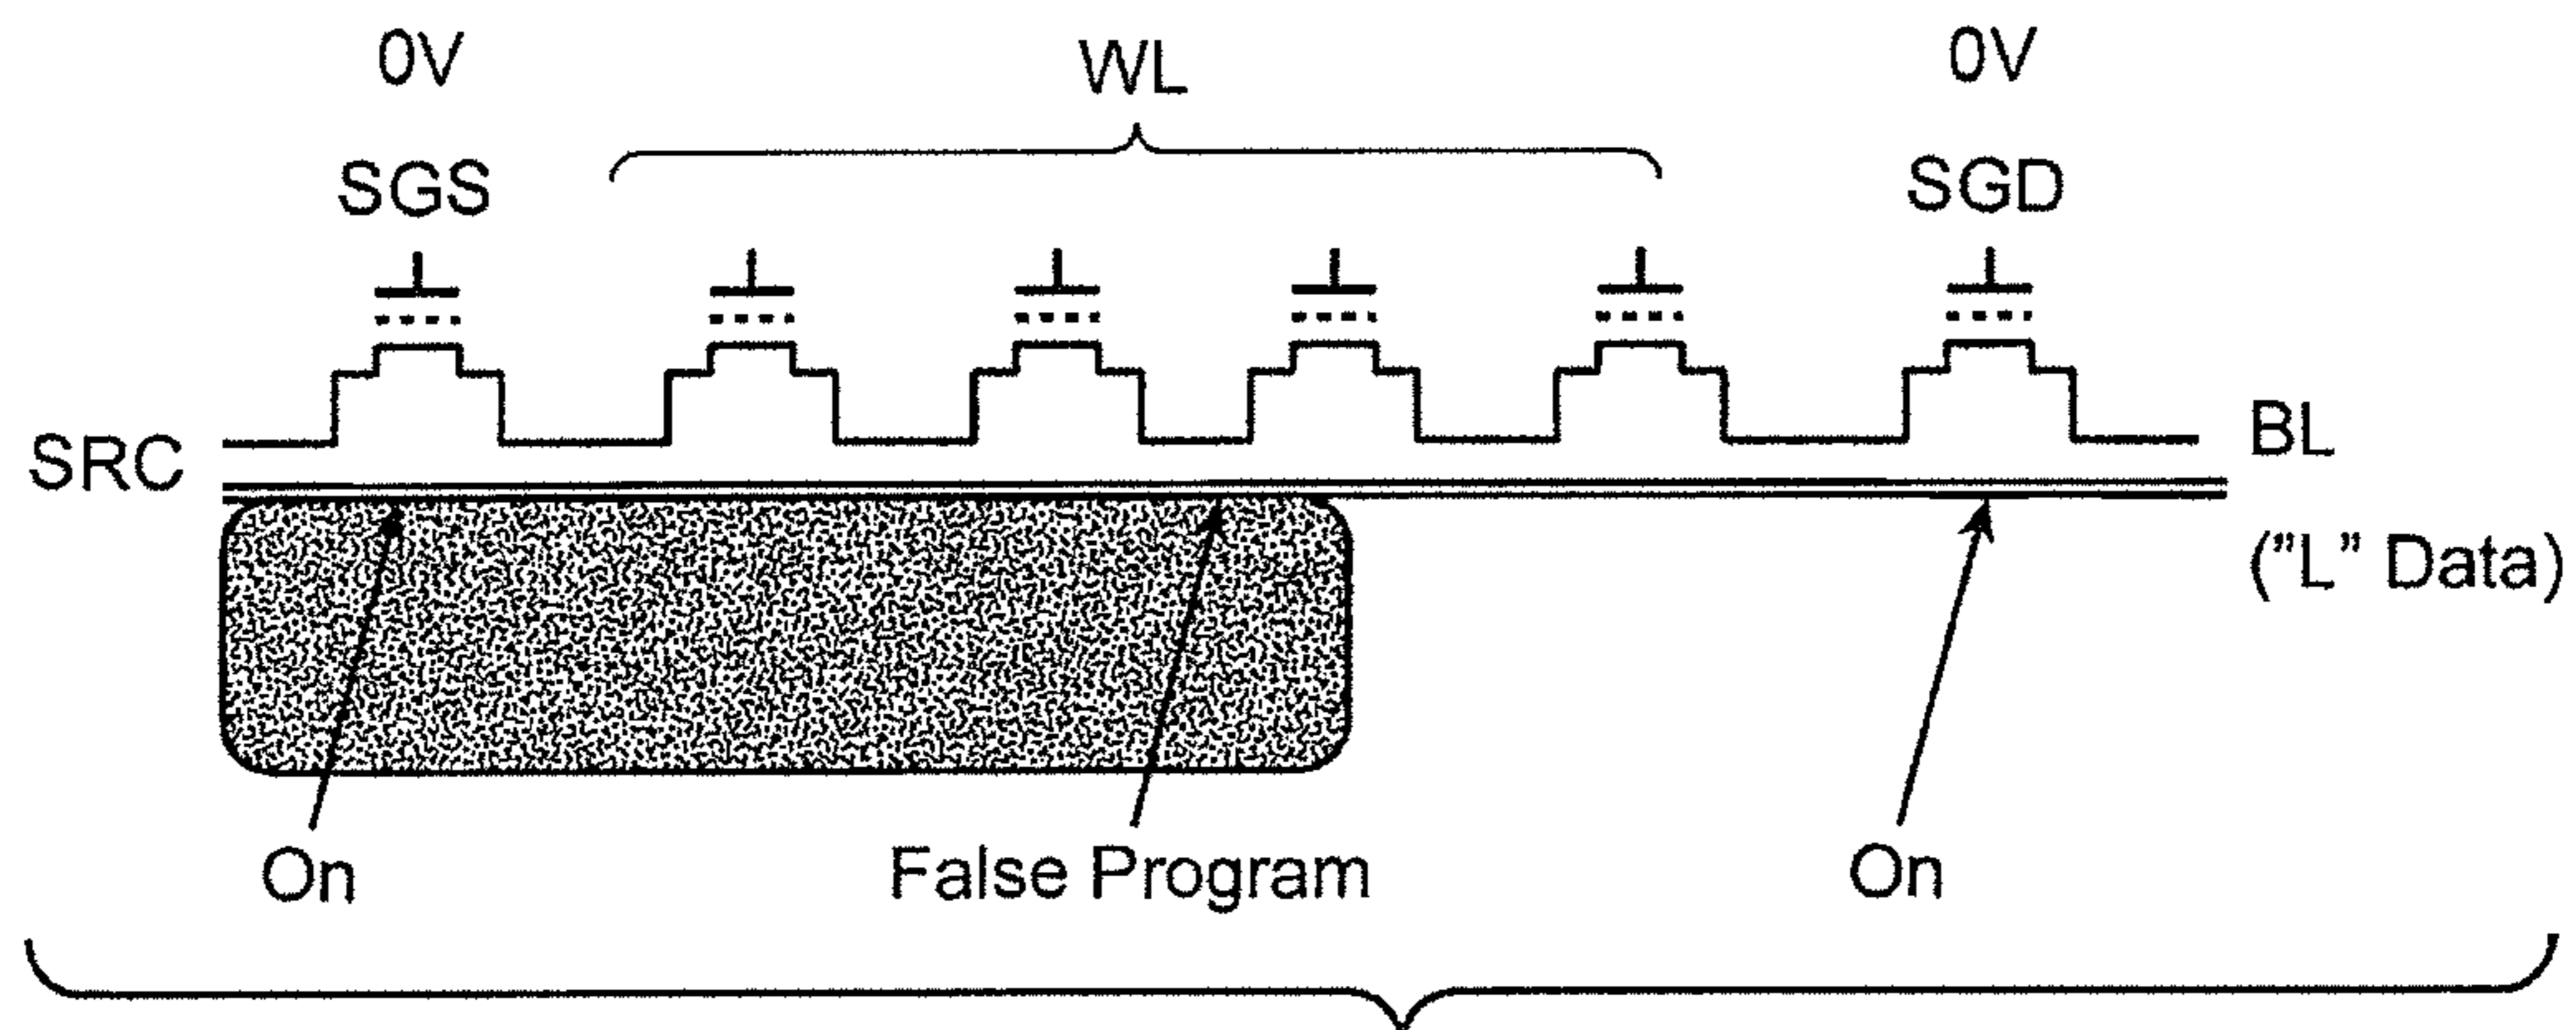 0V
WL
0V
SGS
SGD
SRC
BL
("L" Data)
On
False Program
On